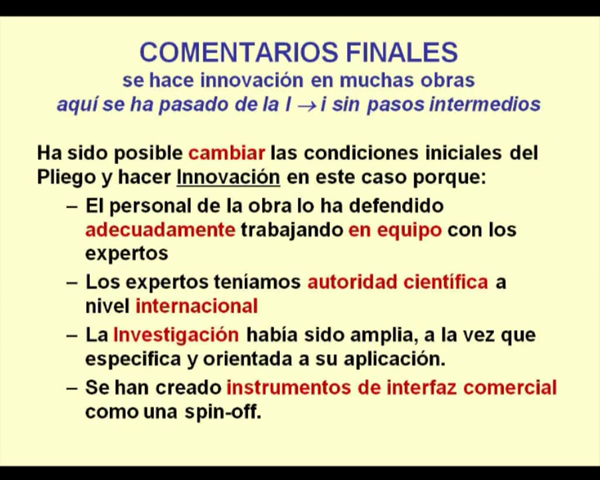 COMENTARIOS FINALES
se hace innovación en muchas obras
aquí se ha pasado de la I → i sin pasos intermedios
Ha sido posible cambiar las condiciones iniciales del
Pliego y hacer Innovación en este caso porque:
– El personal de la obra lo ha defendido
adecuadamente trabajando en equipo con los
expertos
– Los expertos teníamos autoridad científica a
nivel internacional
– La Investigación había sido amplia, a la vez que
especifica y orientada a su aplicación.
– Se han creado instrumentos de interfaz comercial
como una spin-off.